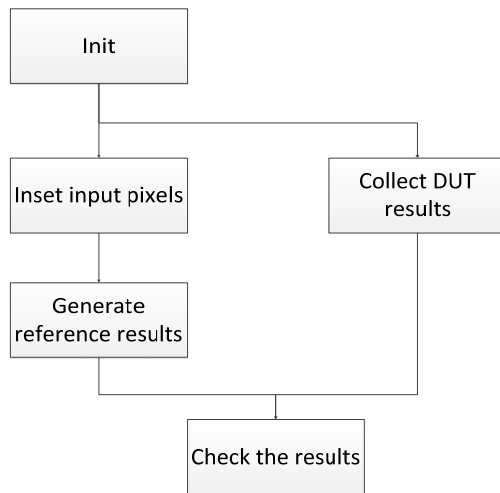 Init
Inset input pixels
Collect DUT
results
Generate
reference results
Check the results